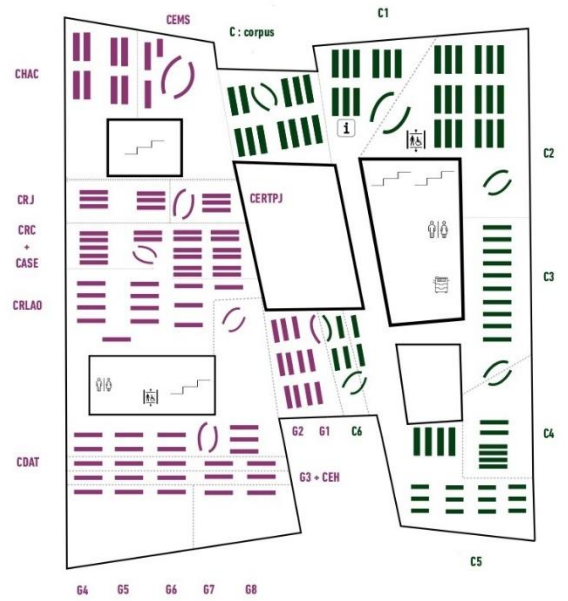 CEMS
C : corpus
C1
CHAC
i
C2
CRJ
CERTPJ
CRC
+
CASE
C3
CRLAO
G2 G1 C6
C4
CDAT
G3 + CEH
C5
G4 G5 G6 G7 G8